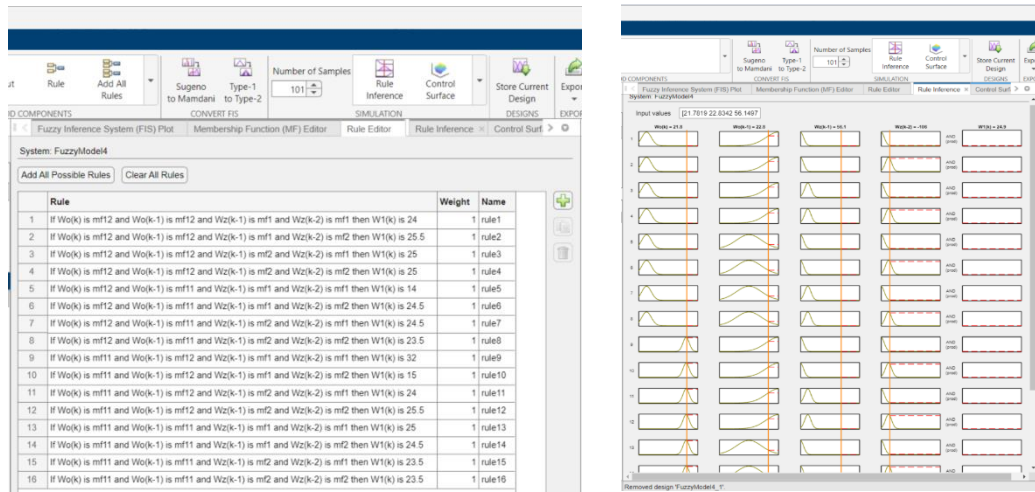 ut
Rule
Add All
Rules
Sugeno
to Mamdani
Type-1
to Type-2
Number of Samples
101
Rule
Inference
Control
Surface
Store Current
Design
Expor
D COMPONENTS
CONVERT FIS
SIMULATION
DESIGNS
EXPOR
Fuzzy Inference System (FIS) Plot
Membership Function (MF) Editor
Rule Editor
Rule Inference
Control Surfa
System: FuzzyModel4
Add All Possible Rules
Clear All Rules
Rule Weight Name
1 If Wo(k) is mf12 and Wo(k-1) is mf12 and Wz(k-1) is mf1 and Wz(k-2) is mf1 then W1(k) is 24 1 rule1
2 If Wo(k) is mf12 and Wo(k-1) is mf12 and Wz(k-1) is mf1 and Wz(k-2) is mf2 then W1(k) is 25.5 1 rule2
3 If Wo(k) is mf12 and Wo(k-1) is mf12 and Wz(k-1) is mf2 and Wz(k-2) is mf1 then W1(k) is 25 1 rule3
4 If Wo(k) is mf12 and Wo(k-1) is mf12 and Wz(k-1) is mf2 and Wz(k-2) is mf2 then W1(k) is 25 1 rule4
5 If Wo(k) is mf12 and Wo(k-1) is mf11 and Wz(k-1) is mf1 and Wz(k-2) is mf1 then W1(k) is 14 1 rule5
6 If Wo(k) is mf12 and Wo(k-1) is mf11 and Wz(k-1) is mf1 and Wz(k-2) is mf2 then W1(k) is 24.5 1 rule6
7 If Wo(k) is mf12 and Wo(k-1) is mf11 and Wz(k-1) is mf2 and Wz(k-2) is mf1 then W1(k) is 24.5 1 rule7
8 If Wo(k) is mf12 and Wo(k-1) is mf11 and Wz(k-1) is mf2 and Wz(k-2) is mf2 then W1(k) is 23.5 1 rule8
9 If Wo(k) is mf11 and Wo(k-1) is mf12 and Wz(k-1) is mf1 and Wz(k-2) is mf1 then W1(k) is 32 1 rule9
10 If Wo(k) is mf11 and Wo(k-1) is mf12 and Wz(k-1) is mf1 and Wz(k-2) is mf2 then W1(k) is 15 1 rule10
11 If Wo(k) is mf11 and Wo(k-1) is mf12 and Wz(k-1) is mf2 and Wz(k-2) is mf1 then W1(k) is 24 1 rule11
12 If Wo(k) is mf11 and Wo(k-1) is mf12 and Wz(k-1) is mf2 and Wz(k-2) is mf2 then W1(k) is 25.5 1 rule12
13 If Wo(k) is mf11 and Wo(k-1) is mf11 and Wz(k-1) is mf1 and Wz(k-2) is mf1 then W1(k) is 25 1 rule13
14 If Wo(k) is mf11 and Wo(k-1) is mf11 and Wz(k-1) is mf1 and Wz(k-2) is mf2 then W1(k) is 24.5 1 rule14
15 If Wo(k) is mf11 and Wo(k-1) is mf11 and Wz(k-1) is mf2 and Wz(k-2) is mf1 then W1(k) is 23.5 1 rule15
16 If Wo(k) is mf11 and Wo(k-1) is mf11 and Wz(k-1) is mf2 and Wz(k-2) is mf2 then W1(k) is 23.5 1 rule16
Sugeno
to Mamdani
Type-1
to Type-2
Number of Samples
101
Rule
Inference
Control
Surface
Store Current
Design
D COMPONENTS
CONVERT FIS
SIMULATION
DESIGNS
Fuzzy Inference System (FIS) Plot
Membership Function (MF) Editor
Rule Editor
Rule Inference
Control Surf
System: FuzzyModel4
Input values [21.7819 22.8342 56.1497
Removed design 'FuzzyModel4_1'.